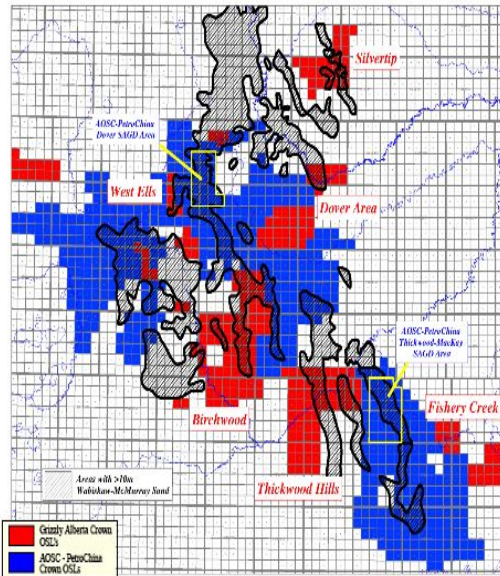 Silvertip
AOSC-PetroChina
Dover SAGD Area
West Ells
Dover Area
AOSC-PetroChina
Thickwood-MacKay
SAGD Area
Birchwood
Fishery Creek
Thickwood Hills
Areas with >10m
Wabiskaw-McMurray Sand
Grizzly Alberta Crown
OSL's
AOSC - PetroChina
Crown OSLs